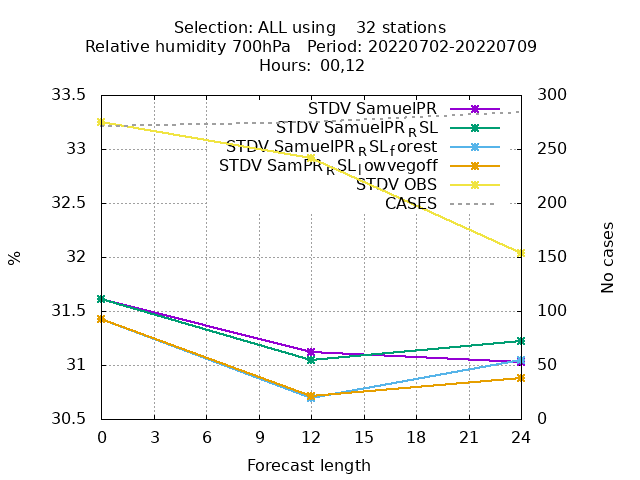 Selection: ALL using    32 stations
Relative humidity 700hPa   Period: 20220702-20220709
Hours: 00,12
33.5
33
32.5
32
31.5
31
30.5
300
250
200
150
100
50
0
%
No cases
STDV SamuelPR
STDV SamuelPR_RSL
STDV SamuelPR_RSL_forest
STDV SamPR_RSL_lowvegoff
STDV OBS
CASES
0 3 6 9 12 15 18 21 24
Forecast length